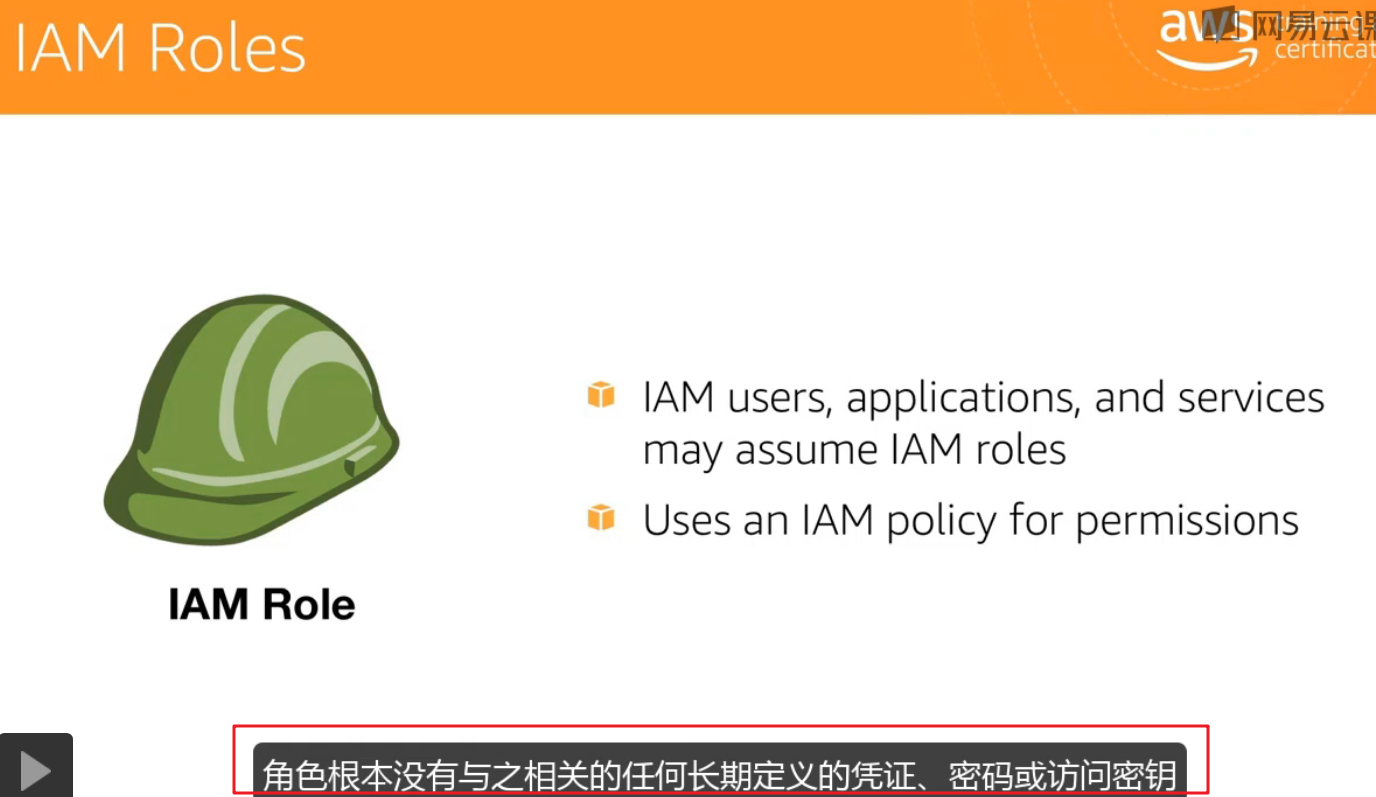 IAM Roles
aws training
网易云课
certificat
IAM users, applications, and services
may assume IAM roles
Uses an IAM policy for permissions
IAM Role
角色根本没有与之相关的任何长期定义的凭证、密码或访问密钥